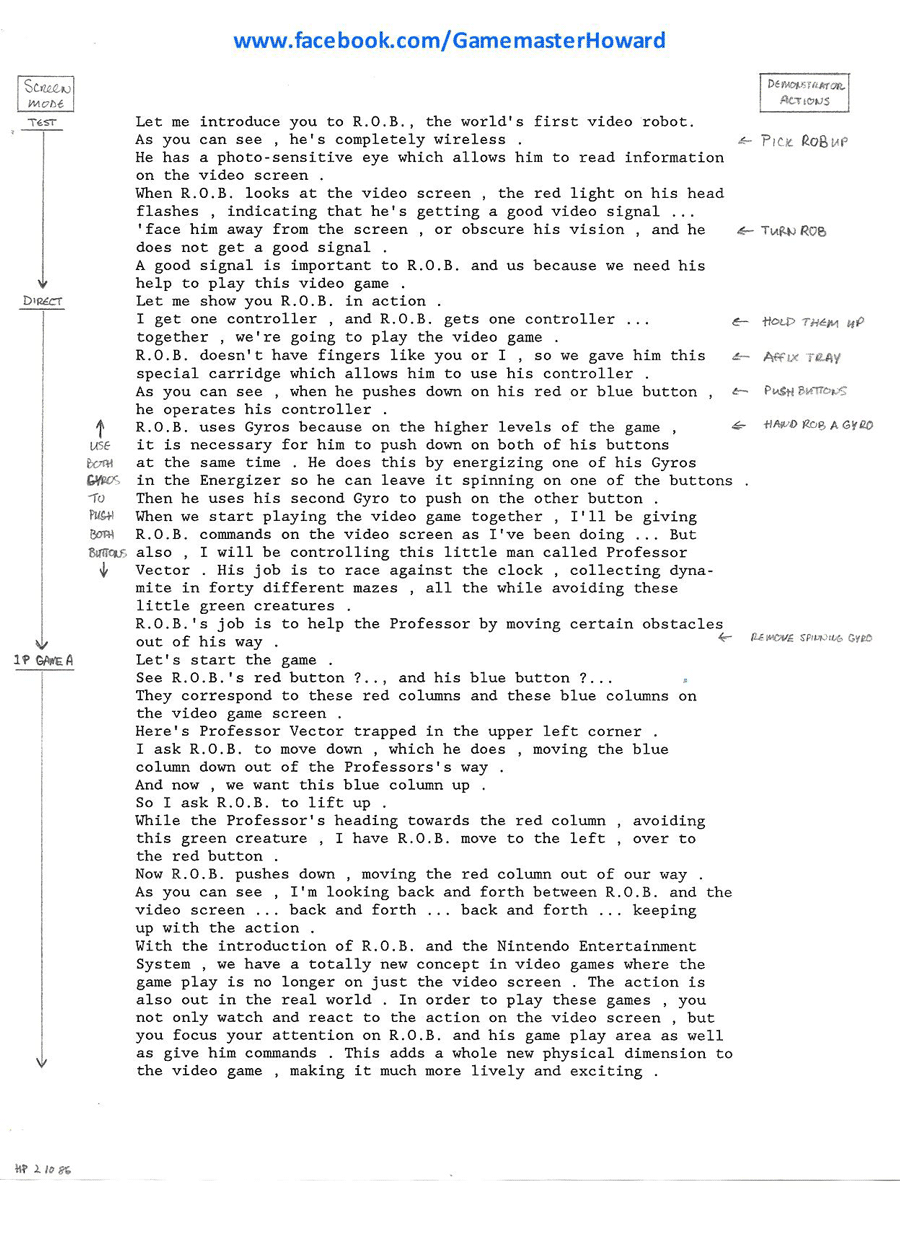 www.facebook.com/GamemasterHoward
SCREEN
MODE
DEMONSTRATOR
ACTIONS
TEST
Let me introduce you to R.O.B., the world's first video robot.
As you can see , he's completely wireless .
← PICK ROB UP
He has a photo-sensitive eye which allows him to read information
on the video screen .
When R.O.B. looks at the video screen , the red light on his head
flashes , indicating that he's getting a good video signal ...
'face him away from the screen , or obscure his vision , and he
← TURN ROB
does not get a good signal .
A good signal is important to R.O.B. and us because we need his
help to play this video game .
DIRECT
Let me show you R.O.B. in action .
I get one controller , and R.O.B. gets one controller ...
← HOLD THEM UP
together , we're going to play the video game .
R.O.B. doesn't have fingers like you or I , so we gave him this
← AFFIX TRAY
special carridge which allows him to use his controller .
As you can see , when he pushes down on his red or blue button ,
← PUSH BUTTONS
he operates his controller .
R.O.B. uses Gyros because on the higher levels of the game ,
← HAND ROB A GYRO
USE
BOTH
GYROS
TO
PUSH
BOTH
BUTTONS
it is necessary for him to push down on both of his buttons
at the same time . He does this by energizing one of his Gyros
in the Energizer so he can leave it spinning on one of the buttons .
Then he uses his second Gyro to push on the other button .
When we start playing the video game together , I'll be giving
R.O.B. commands on the video screen as I've been doing ... But
also , I will be controlling this little man called Professor
Vector . His job is to race against the clock , collecting dyna-
mite in forty different mazes , all the while avoiding these
little green creatures .
R.O.B.'s job is to help the Professor by moving certain obstacles
out of his way .
← REMOVE SPINNING GYRO
1P GAME A
Let's start the game .
See R.O.B.'s red button ?.., and his blue button ?...
They correspond to these red columns and these blue columns on
the video game screen .
Here's Professor Vector trapped in the upper left corner .
I ask R.O.B. to move down , which he does , moving the blue
column down out of the Professors's way .
And now , we want this blue column up .
So I ask R.O.B. to lift up .
While the Professor's heading towards the red column , avoiding
this green creature , I have R.O.B. move to the left , over to
the red button .
Now R.O.B. pushes down , moving the red column out of our way .
As you can see , I'm looking back and forth between R.O.B. and the
video screen ... back and forth ... back and forth ... keeping
up with the action .
With the introduction of R.O.B. and the Nintendo Entertainment
System , we have a totally new concept in video games where the
game play is no longer on just the video screen . The action is
also out in the real world . In order to play these games , you
not only watch and react to the action on the video screen , but
you focus your attention on R.O.B. and his game play area as well
as give him commands . This adds a whole new physical dimension to
the video game , making it much more lively and exciting .
HP 2 10 86